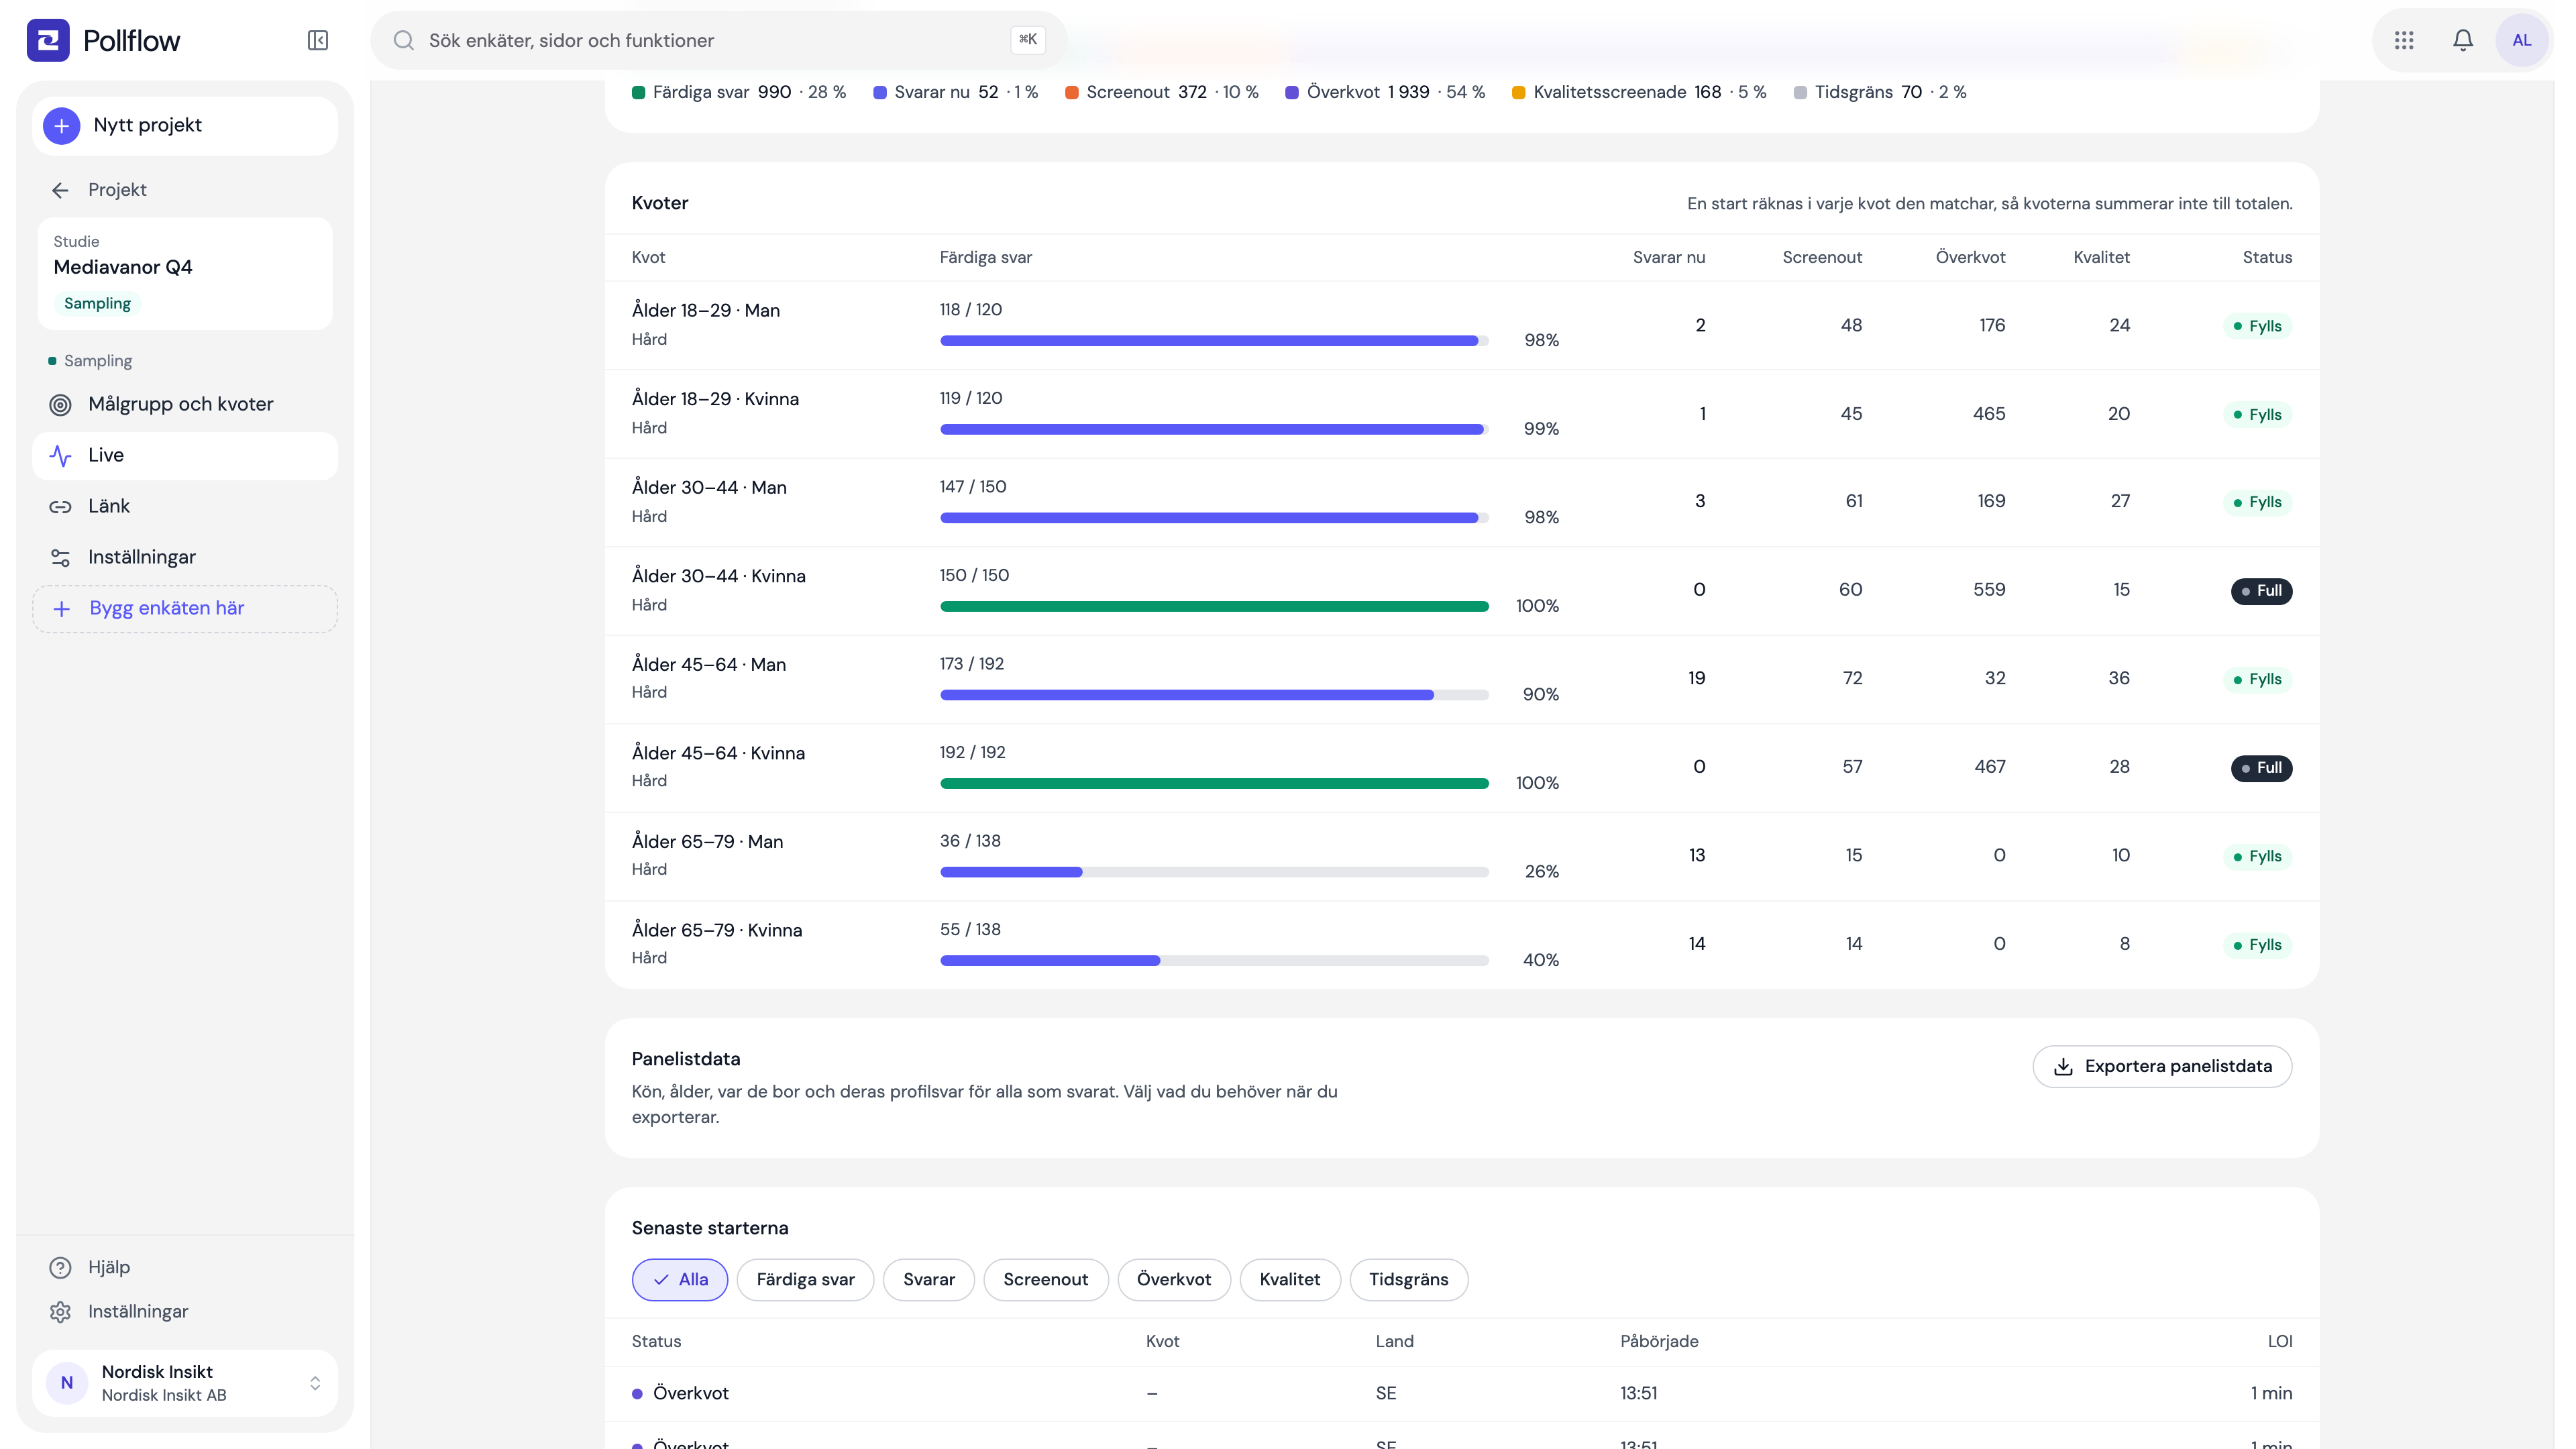 Pollflow
Sök enkäter, sidor och funktioner
⌘K
AL
Nytt projekt
Projekt
Studie
Mediavanor Q4
Sampling
Sampling
Målgrupp och kvoter
Live
Länk
Inställningar
Bygg enkäten här
Hjälp
Inställningar
N
Nordisk Insikt
Nordisk Insikt AB
Färdiga svar 990 · 28 % Svarar nu 52 · 1 % Screenout 372 · 10 % Överkvot 1 939 · 54 % Kvalitetsscreenade 168 · 5 % Tidsgräns 70 · 2 %
Kvoter
En start räknas i varje kvot den matchar, så kvoterna summerar inte till totalen.
Kvot Färdiga svar Svarar nu Screenout Överkvot Kvalitet Status
Ålder 18–29 · Man
Hård
118 / 120
98% 2 48 176 24 Fylls
Ålder 18–29 · Kvinna
Hård
119 / 120
99% 1 45 465 20 Fylls
Ålder 30–44 · Man
Hård
147 / 150
98% 3 61 169 27 Fylls
Ålder 30–44 · Kvinna
Hård
150 / 150
100% 0 60 559 15 Full
Ålder 45–64 · Man
Hård
173 / 192
90% 19 72 32 36 Fylls
Ålder 45–64 · Kvinna
Hård
192 / 192
100% 0 57 467 28 Full
Ålder 65–79 · Man
Hård
36 / 138
26% 13 15 0 10 Fylls
Ålder 65–79 · Kvinna
Hård
55 / 138
40% 14 14 0 8 Fylls
Panelistdata
Kön, ålder, var de bor och deras profilsvar för alla som svarat. Välj vad du behöver när du
exporterar.
Exportera panelistdata
Senaste starterna
Alla Färdiga svar Svarar Screenout Överkvot Kvalitet Tidsgräns
Status Kvot Land Påbörjade LOI
Överkvot – SE 13:51 1 min
Överkvot – SE 13:51 1 min